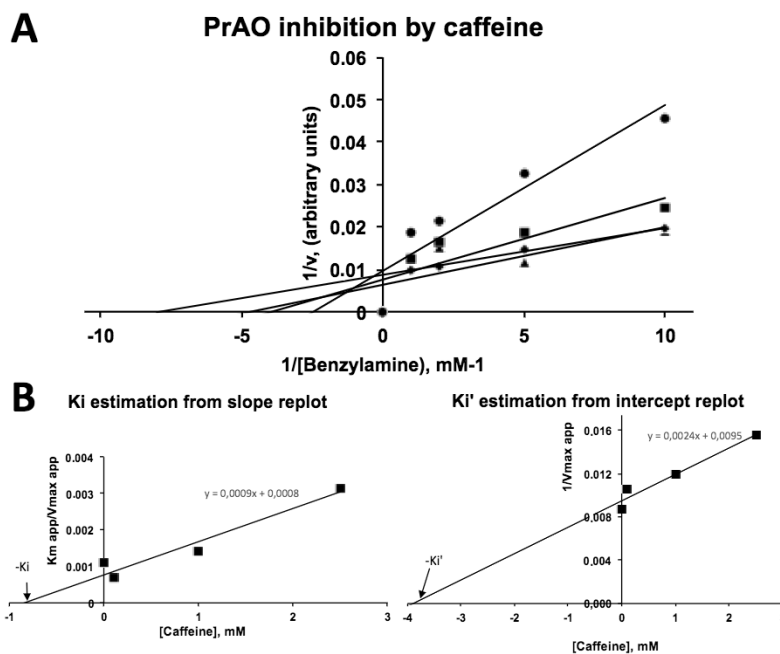 A
PrAO inhibition by caffeine
1/v, (arbitrary units)
0.06
0.05
0.04
0.03
0.02
0.01
0
-10
-5
0
5
10
1/[Benzylamine), mM-1
B
Ki estimation from slope replot
Km app/Vmax app
0.004
0.003
0.002
0.001
0
y = 0,0009x + 0,0008
-Ki
-1
0
1
2
3
[Caffeine], mM
Ki' estimation from intercept replot
1/Vmax app
0,016
0.012
0.008
0.004
0,000
y = 0,0024x + 0,0095
-Ki'
-4
-3
-2
-1
0
1
2
[Caffeine], mM